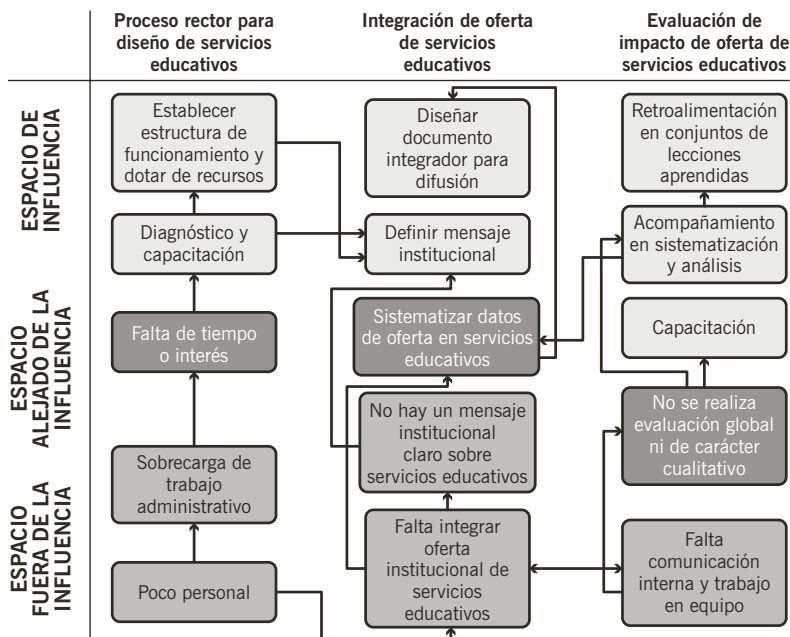 Proceso rector para
diseño de servicios
educativos
Integración de oferta
de servicios
educativos
Evaluación de
impacto de oferta de
servicios educativos
ESPACIO DE
INFLUENCIA
Establecer
estructura de
funcionamiento y
dotar de recursos
Diseñar
documento
integrador para
difusión
Retroalimentación
en conjuntos de
lecciones
aprendidas
Diagnóstico y
capacitación
Definir mensaje
institucional
Acompañamiento
en sistematización
y análisis
ESPACIO
ALEJADO DE LA
INFLUENCIA
Falta de tiempo
o interés
Sistematizar datos
de oferta en servicios
educativos
Capacitación
No hay un mensaje
institucional
claro sobre
servicios educativos
No se realiza
evaluación global
ni de carácter
cualitativo
Sobrecarga de
trabajo
administrativo
ESPACIO
FUERA DE LA
INFLUENCIA
Poco personal
Falta integrar
oferta
institucional de
servicios
educativos
Falta
comunicación
interna y trabajo
en equipo